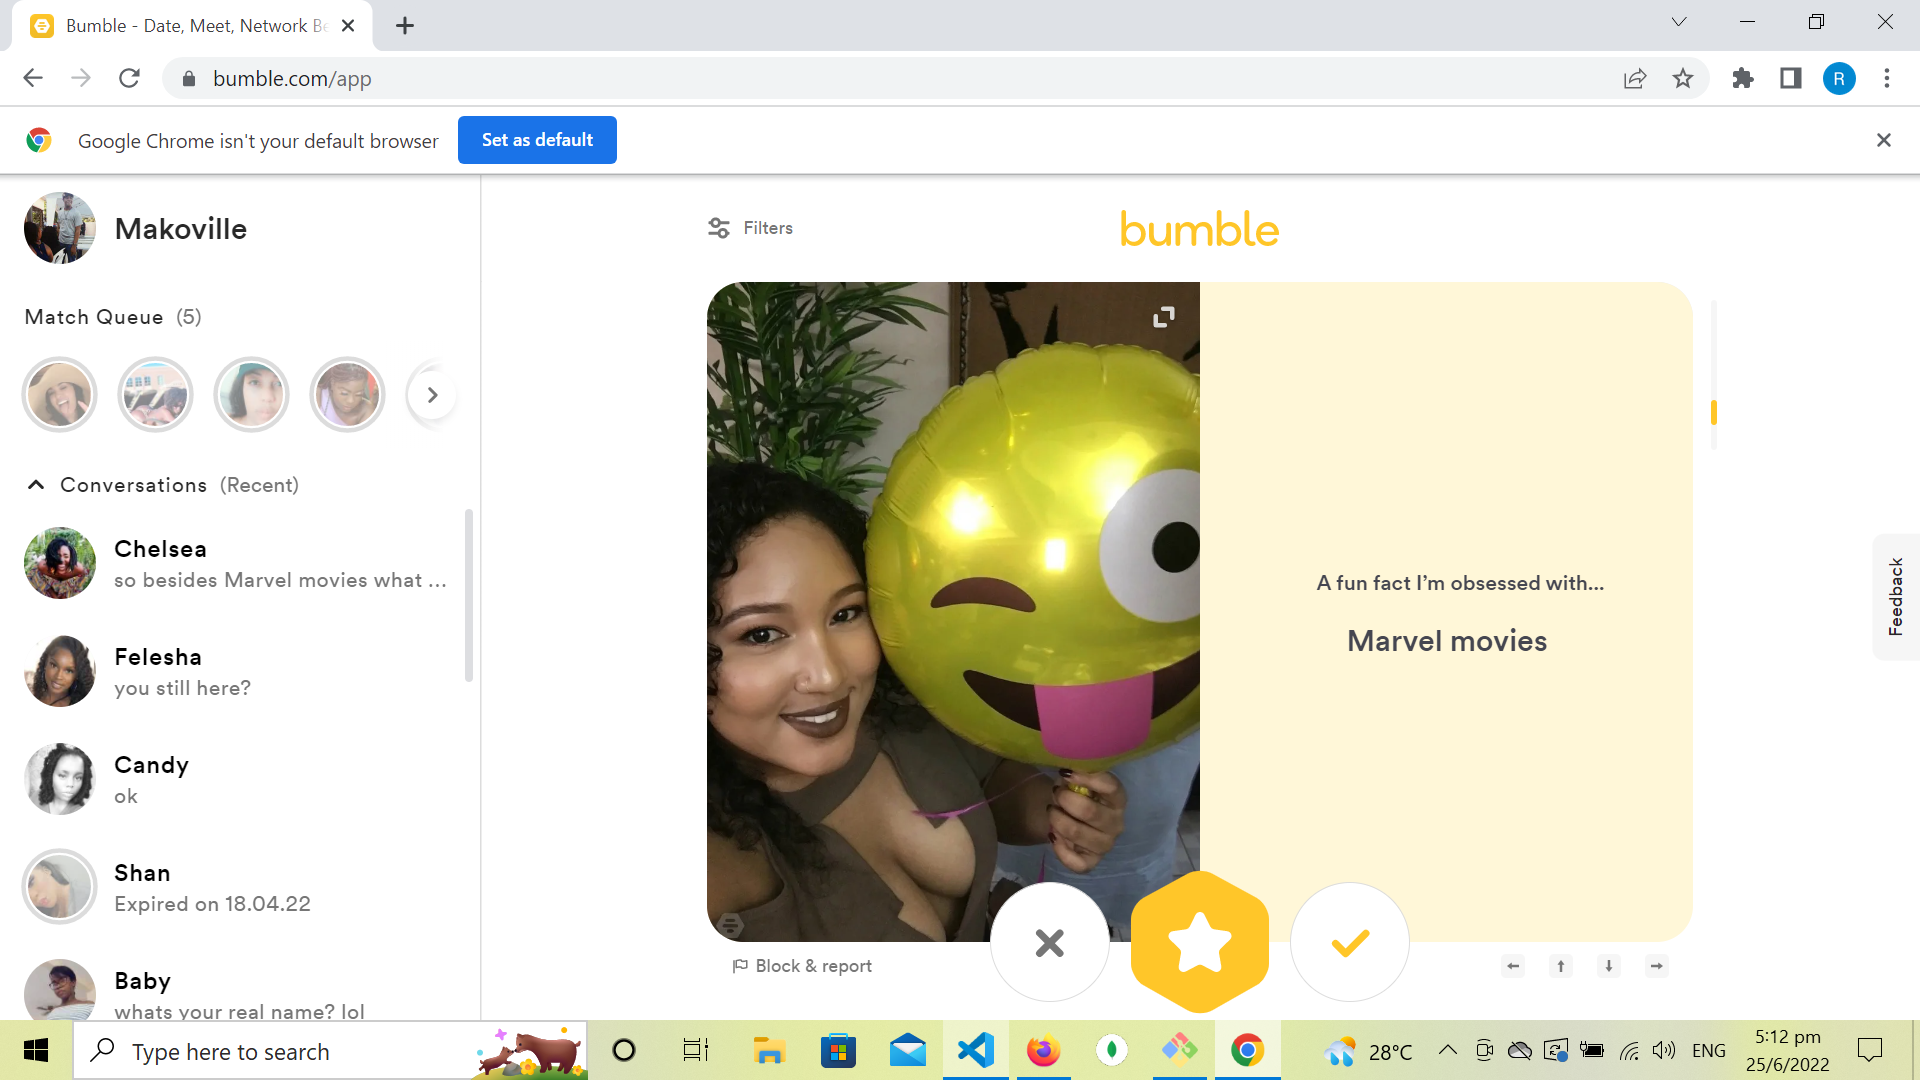 Bumble - Date, Meet, Network Be
bumble.com/app
R
Google Chrome isn't your default browser
Set as default
Makoville
Filters
bumble
Match Queue (5)
Conversations (Recent)
Chelsea
so besides Marvel movies what ...
Felesha
you still here?
Candy
ok
Shan
Expired on 18.04.22
Baby
whats your real name? lol
A fun fact I'm obsessed with...
Marvel movies
Feedback
Block & report
Type here to search
28°C
ENG
5:12 pm
25/6/2022